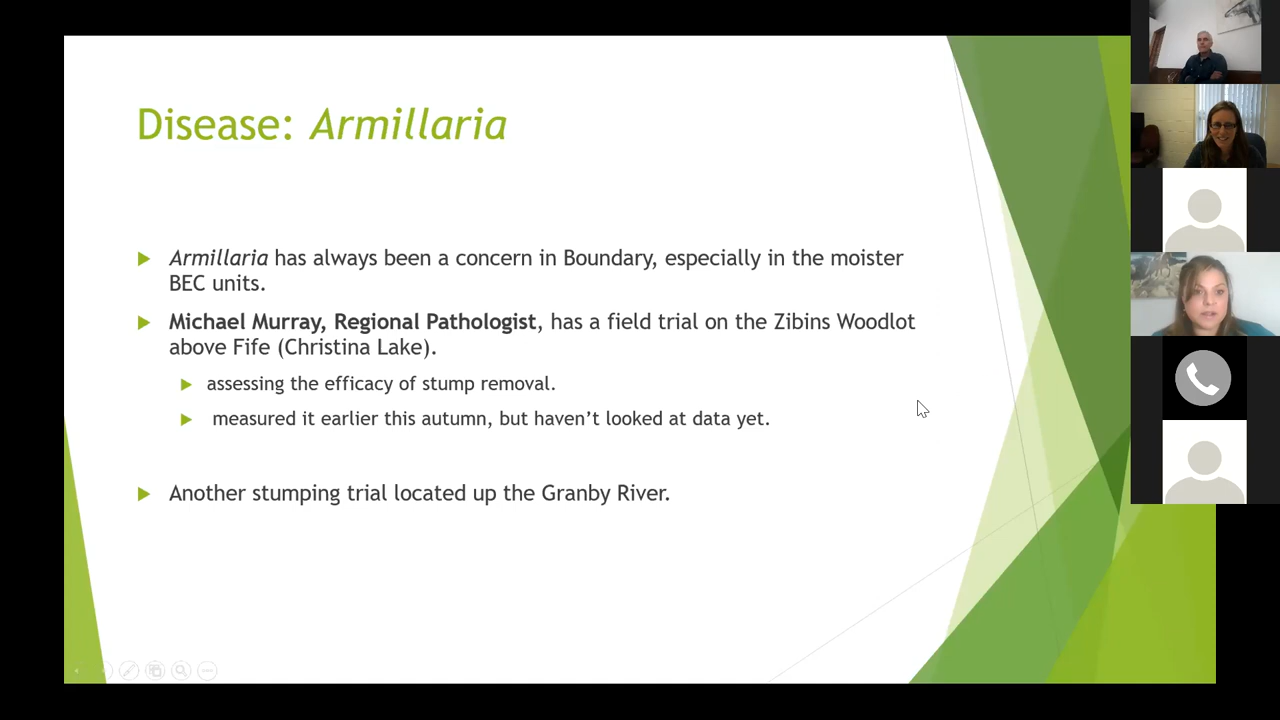 Disease: Armillaria
Armillaria has always been a concern in Boundary, especially in the moister
BEC units.
Michael Murray, Regional Pathologist, has a field trial on the Zibins Woodlot
above Fife (Christina Lake).
assessing the efficacy of stump removal.
measured it earlier this autumn, but haven’t looked at data yet.
Another stumping trial located up the Granby River.